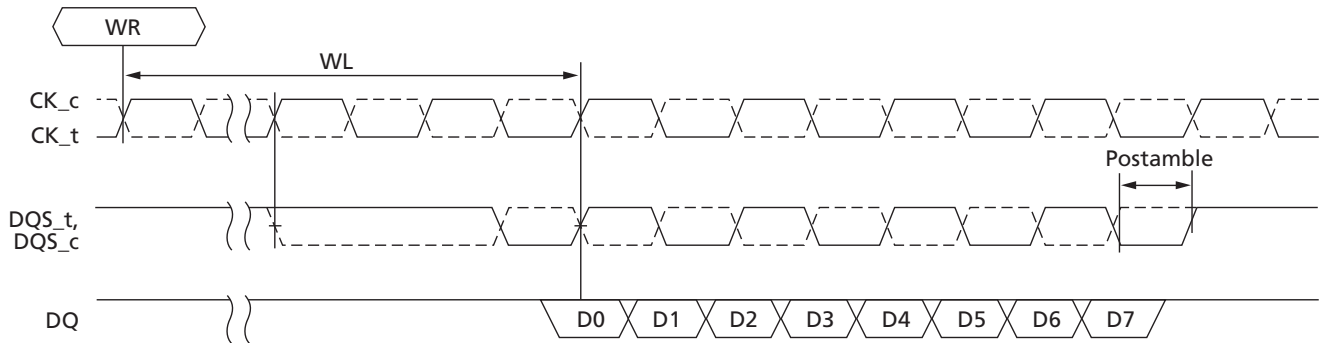 WR
WL
CK_c
CK_t
Postamble
DQS_t,
DQS_c
DQ
D0 D1 D2 D3 D4 D5 D6 D7